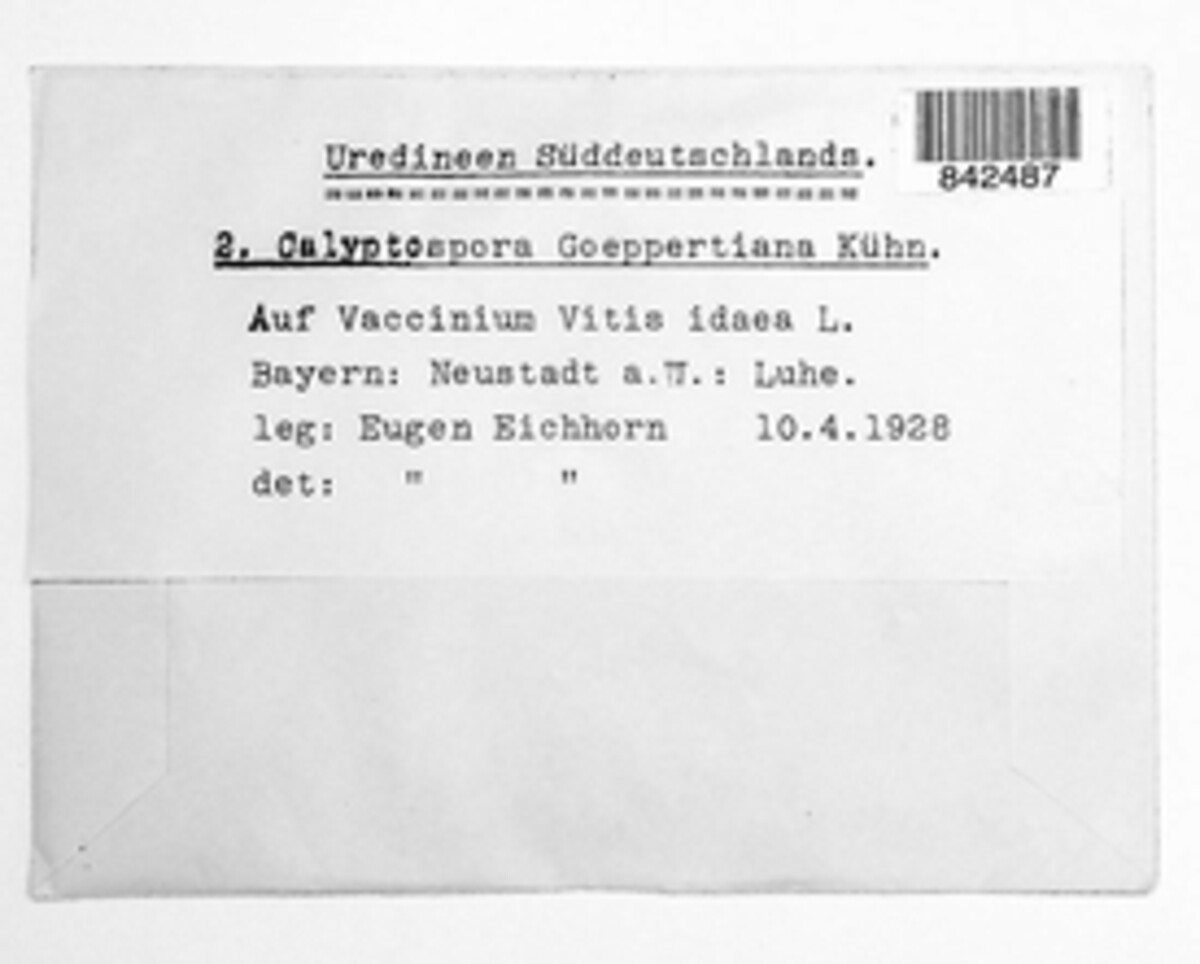 Uredineen Süddeutschlands.
842487
2. Calyptospora Goeppertiana Kühn.
Auf Vaccinium Vitis idaea L.
Bayern: Neustadt a.W.: Luhe.
leg: Eugen Eichhorn 10.4.1928
det: " "